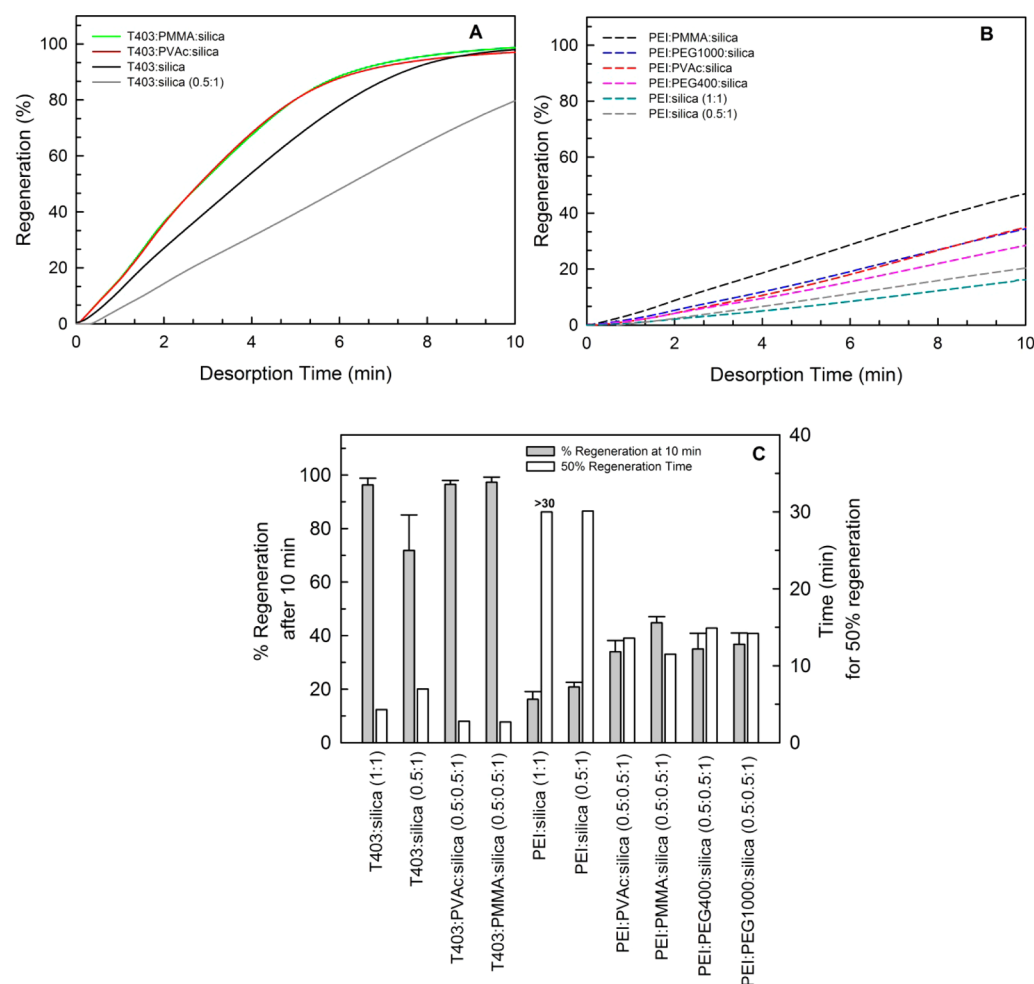 A
T403:PMMA:silica
T403:PVAc:silica
T403:silica
T403:silica (0.5:1)
Regeneration (%)
100
80
60
40
20
0
0 2 4 6 8 10
Desorption Time (min)
B
PEI:PMMA:silica
PEI:PEG1000:silica
PEI:PVAc:silica
PEI:PEG400:silica
PEI:silica (1:1)
PEI:silica (0.5:1)
Regeneration (%)
100
80
60
40
20
0
0 2 4 6 8 10
Desorption Time (min)
C
% Regeneration at 10 min
50% Regeneration Time
>30
% Regeneration
after 10 min
100
80
60
40
20
0
40
30
20
10
0
Time (min)
for 50% regeneration
T403:silica (1:1)
T403:silica (0.5:1)
T403:PVAc:silica (0.5:0.5:1)
T403:PMMA:silica (0.5:0.5:1)
PEI:silica (1:1)
PEI:silica (0.5:1)
PEI:PVAc:silica (0.5:0.5:1)
PEI:PMMA:silica (0.5:0.5:1)
PEI:PEG400:silica (0.5:0.5:1)
PEI:PEG1000:silica (0.5:0.5:1)